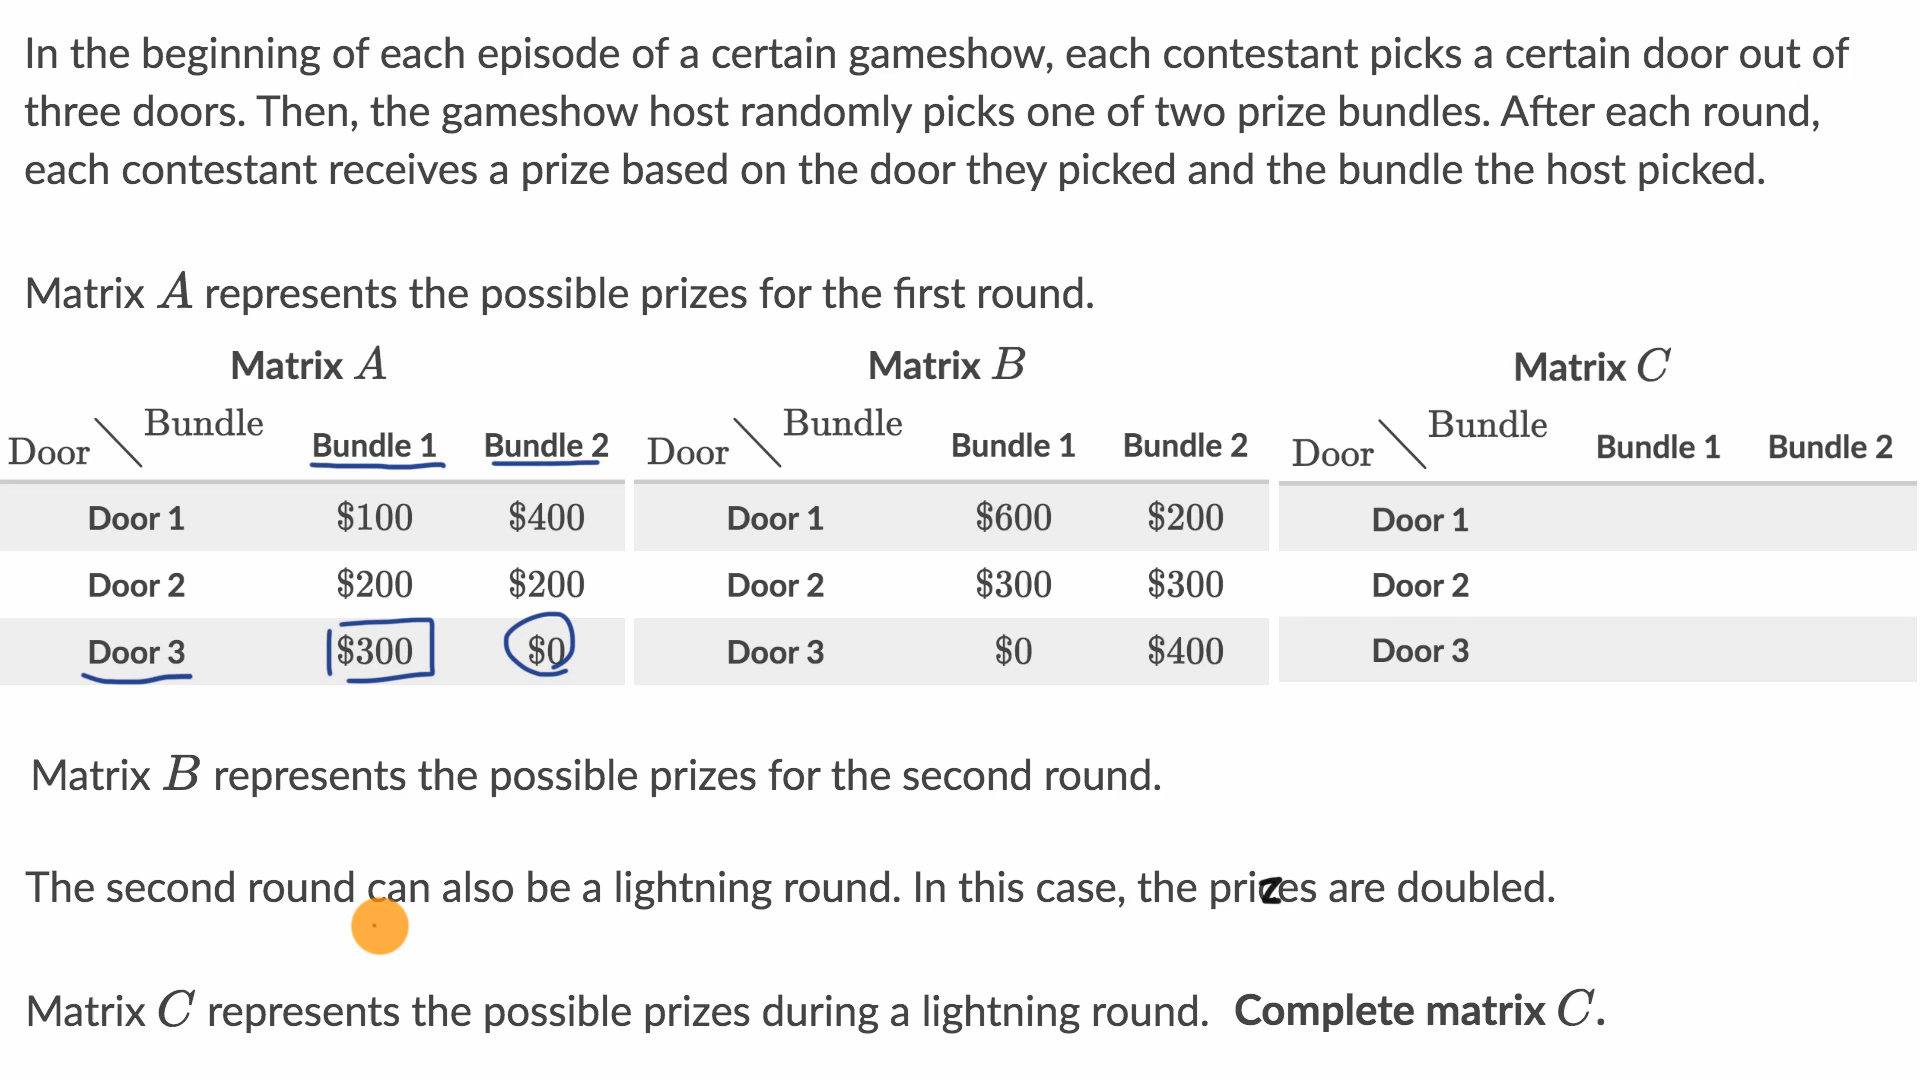 In the beginning of each episode of a certain gameshow, each contestant picks a certain door out of
three doors. Then, the gameshow host randomly picks one of two prize bundles. After each round,
each contestant receives a prize based on the door they picked and the bundle the host picked.
Matrix A represents the possible prizes for the first round.
Matrix A Matrix B Matrix C
Door \ Bundle Bundle 1 Bundle 2 Door \ Bundle Bundle 1 Bundle 2 Door \ Bundle Bundle 1 Bundle 2
Door 1 $100 $400 Door 1 $600 $200 Door 1
Door 2 $200 $200 Door 2 $300 $300 Door 2
Door 3 $300 $0 Door 3 $0 $400 Door 3
Matrix B represents the possible prizes for the second round.
The second round can also be a lightning round. In this case, the prizes are doubled.
Matrix C represents the possible prizes during a lightning round. Complete matrix C.